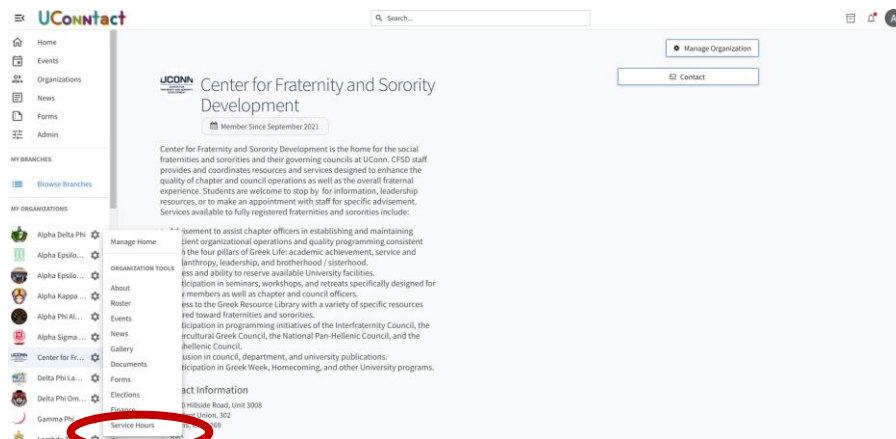 UConntact
Search...
A
Home
Events
Organizations
News
Forms
Admin
MY BRANCHES
Browse Branches
MY ORGANIZATIONS
Alpha Delta Phi
Alpha Epsilo...
Alpha Epsilo...
Alpha Kappa ...
Alpha Phi Al...
Alpha Sigma ...
Center for Fr...
Delta Phi La...
Delta Phi Om...
Gamma Phi
Manage Home
ORGANIZATION TOOLS
About
Roster
Events
News
Gallery
Documents
Forms
Elections
Finance
Service Hours
UCONN
Center for Fraternity and Sorority
Development
Member Since September 2021
Center for Fraternity and Sorority Development is the home for the social
fraternities and sororities and their governing councils at UConn. CFSD staff
provides and coordinates resources and services designed to enhance the
quality of chapter and council operations as well as the overall fraternal
experience. Students are welcome to stop by for information, leadership
resources, or to make an appointment with staff for specific advisement.
Services available to fully registered fraternities and sororities include:
isement to assist chapter officers in establishing and maintaining
cient organizational operations and quality programming consistent
h the four pillars of Greek Life: academic achievement, service and
lanthropy, leadership, and brotherhood / sisterhood.
ess and ability to reserve available University facilities.
ticipation in seminars, workshops, and retreats specifically designed for
members as well as chapter and council officers.
ess to the Greek Resource Library with a variety of specific resources
red toward fraternities and sororities.
ticipation in programming initiatives of the Interfraternity Council, the
rcultural Greek Council, the National Pan-Hellenic Council, and the
hellenic Council.
usion in council, department, and university publications.
ticipation in Greek Week, Homecoming, and other University programs.
act Information
0 Hillside Road, Unit 3008
ent Union, 302
269
Manage Organization
Contact